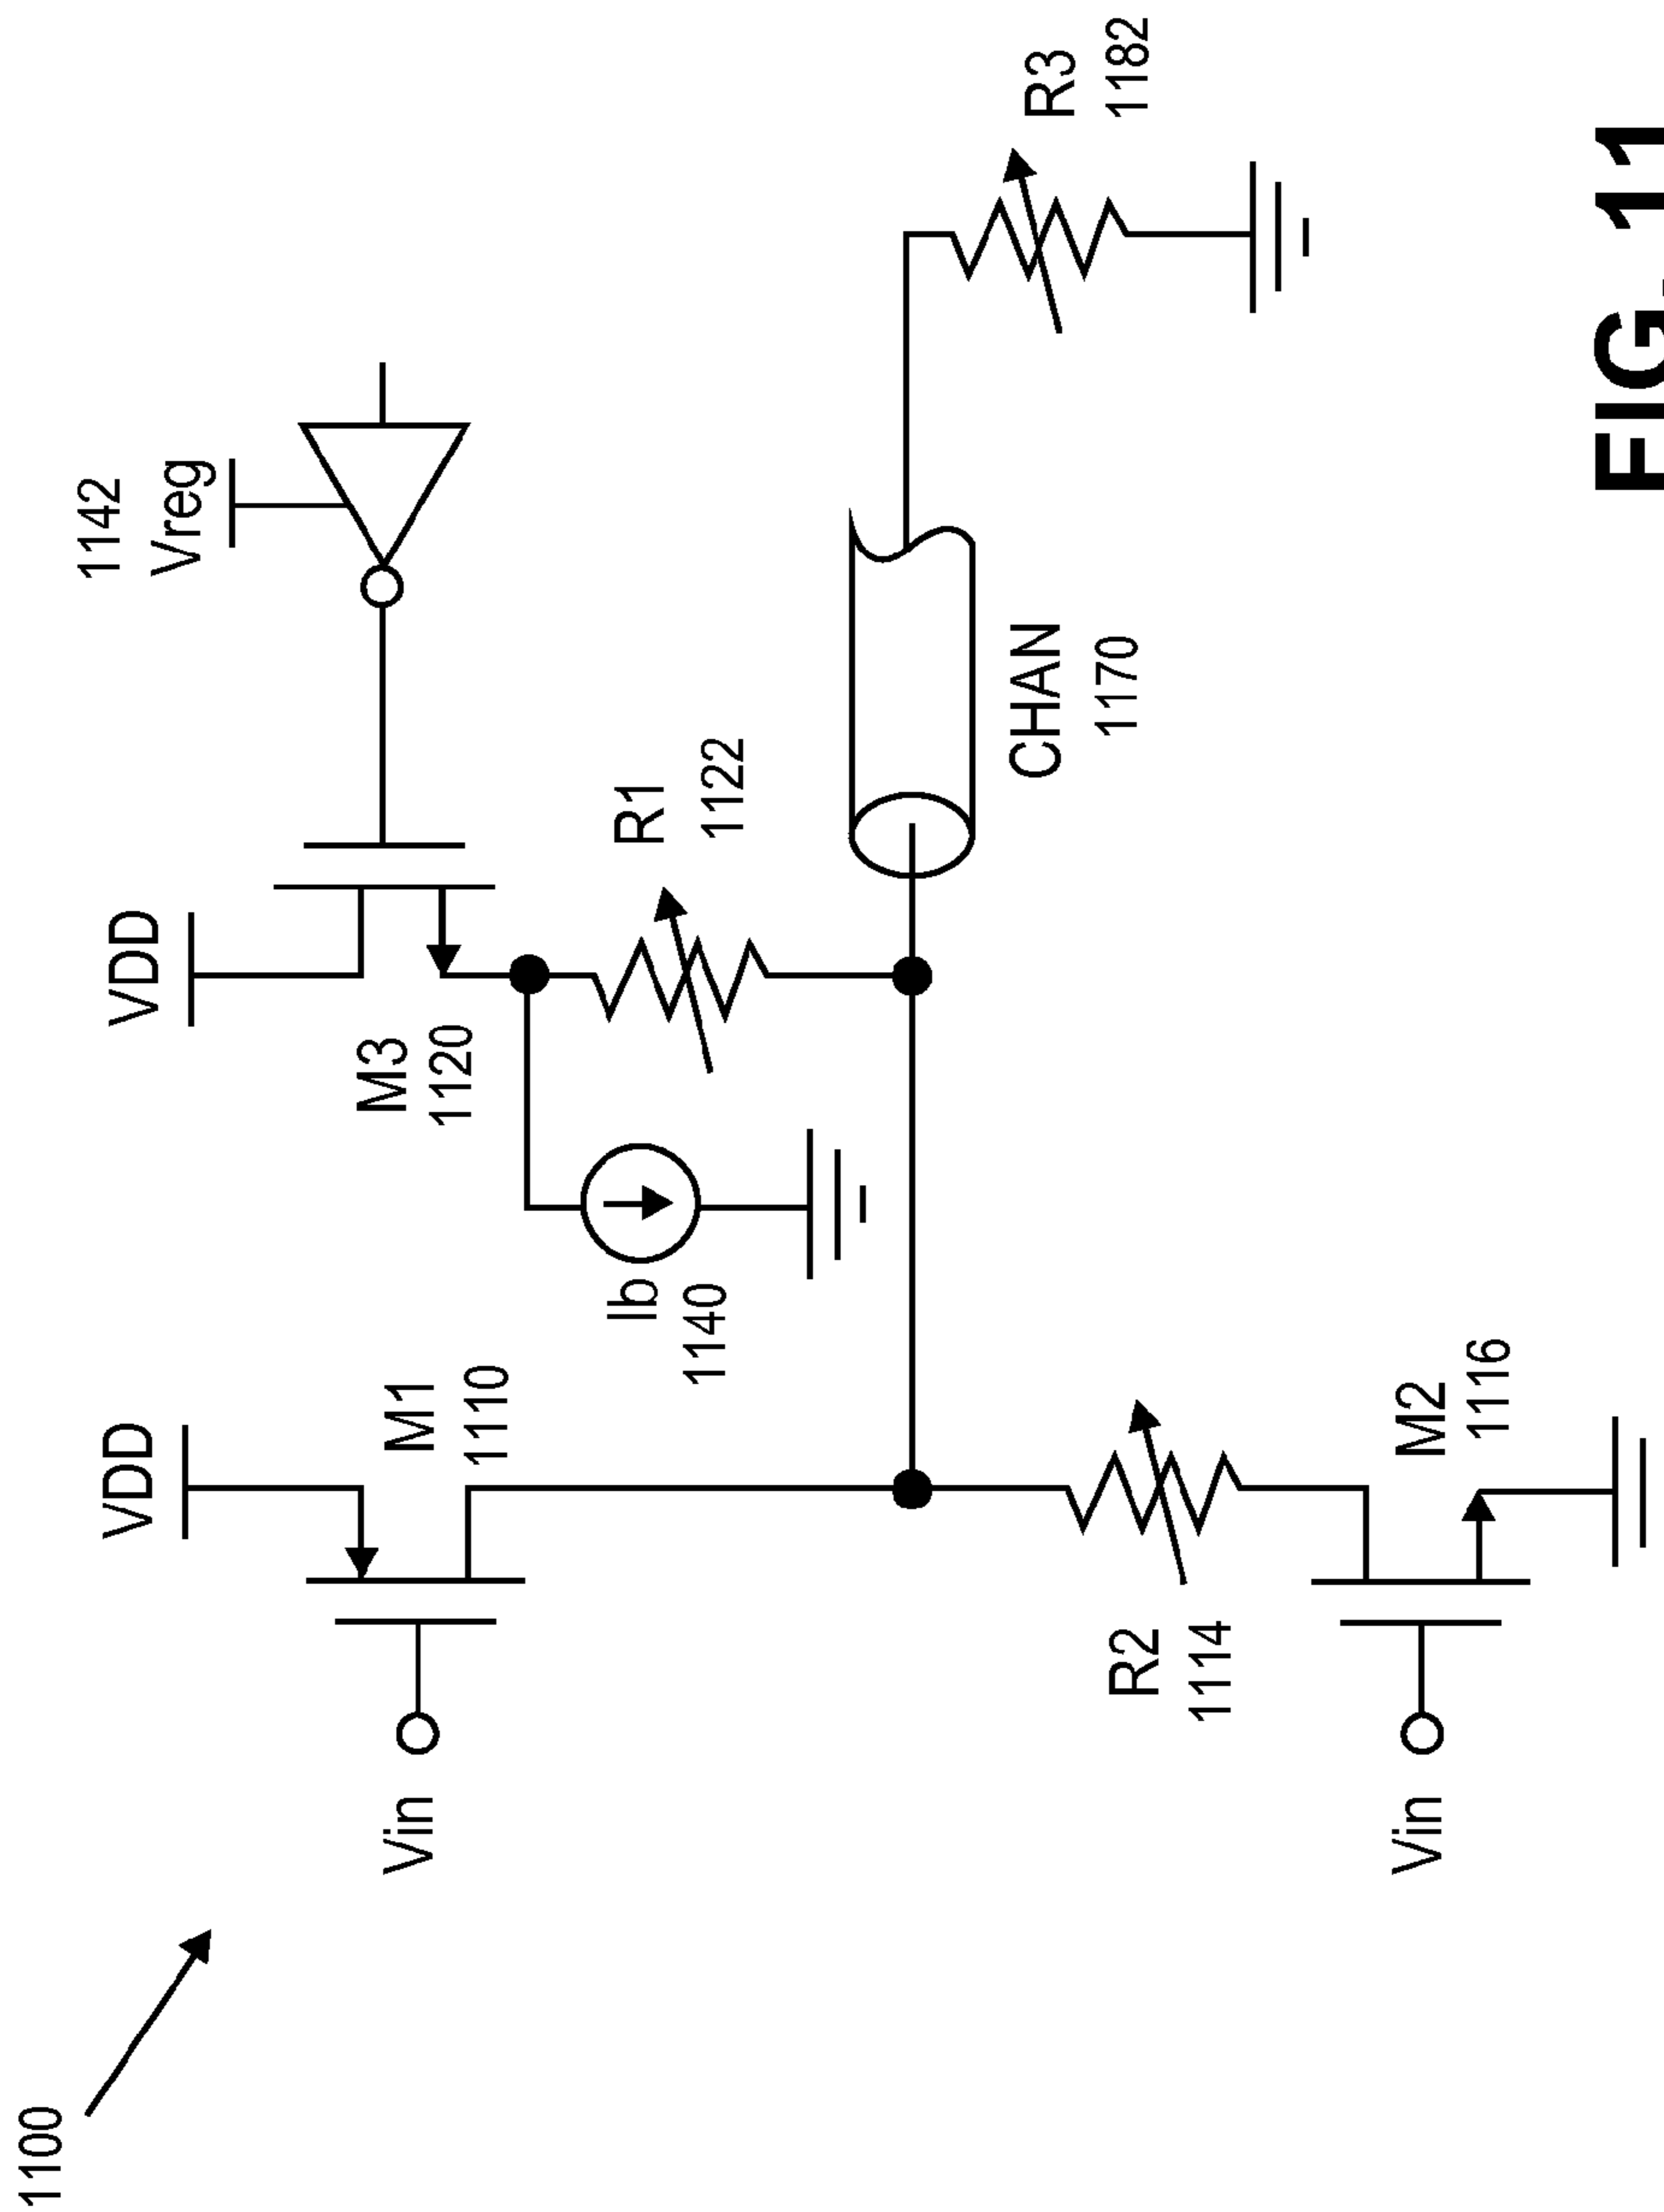 1100
VDD
Vin
M1
1110
VDD
M3
1120
1142
Vreg
Ib
1140
R1
1122
CHAN
1170
R3
1182
R2
1114
Vin
M2
1116
FIG. 11